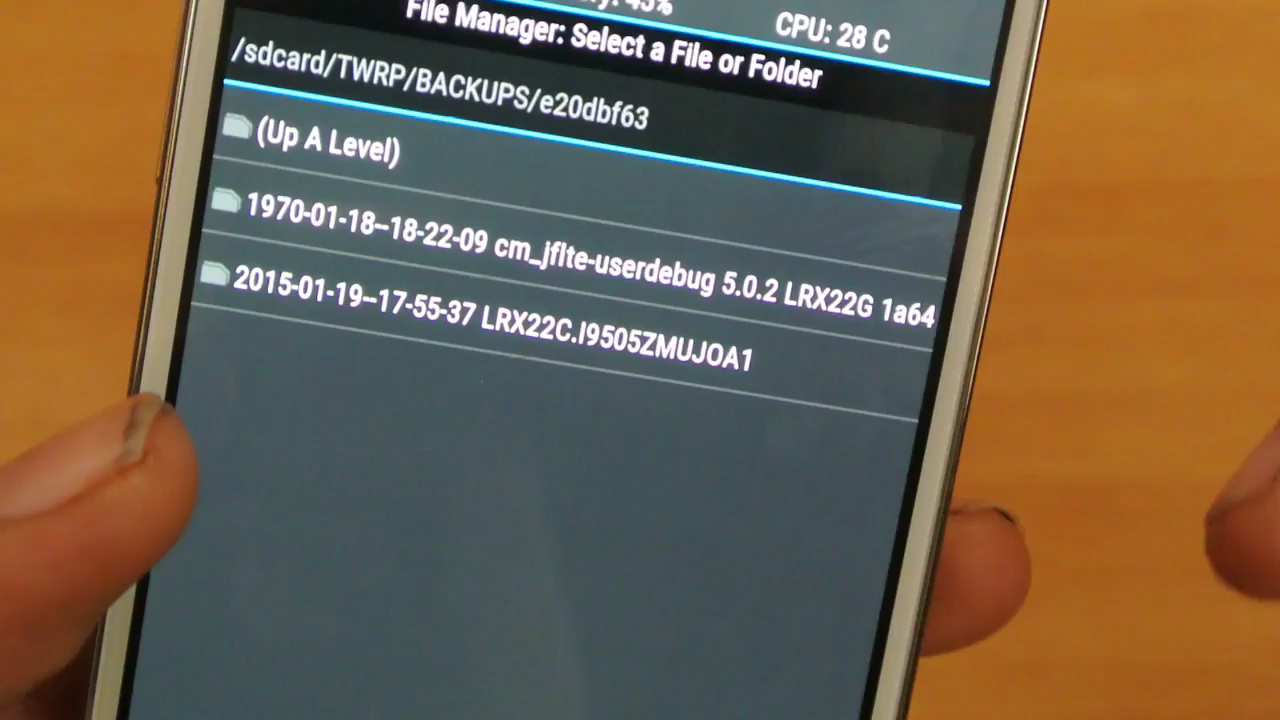 45%
CPU: 28 C
File Manager: Select a File or Folder
/sdcard/TWRP/BACKUPS/e20dbf63
(Up A Level)
1970-01-18--18-22-09 cm_jflte-userdebug 5.0.2 LRX22G 1a64
2015-01-19--17-55-37 LRX22C.I9505ZMUJOA1